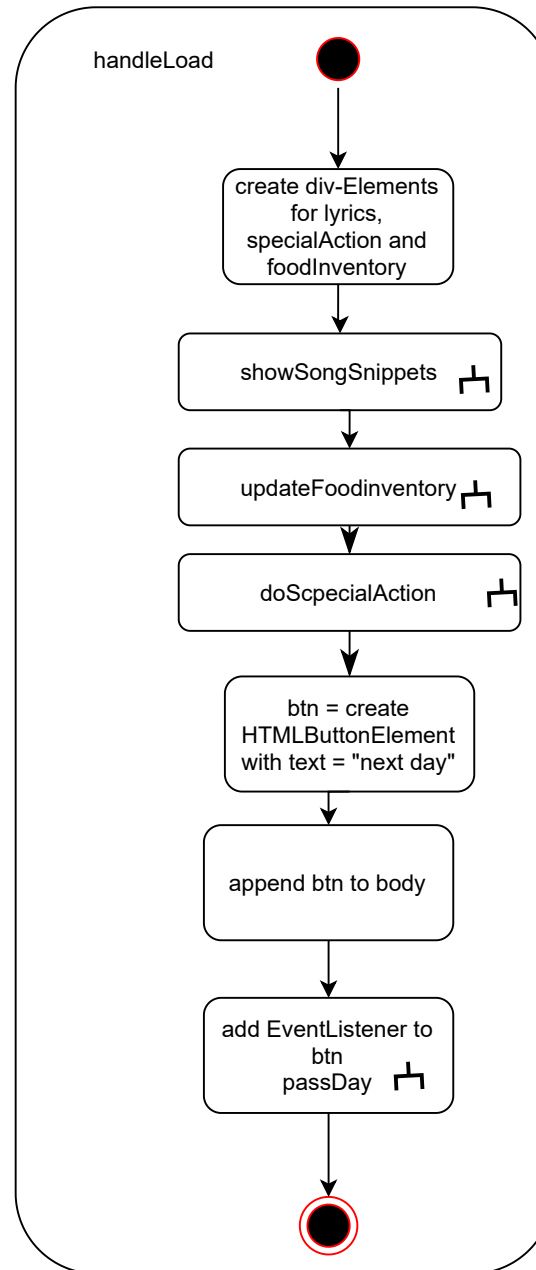 handleLoad
create div-Elements
for lyrics,
specialAction and
foodInventory
showSongSnippets
updateFoodinventory
doScpecialAction
btn = create
HTMLButtonElement
with text = "next day"
append btn to body
add EventListener to
btn
passDay